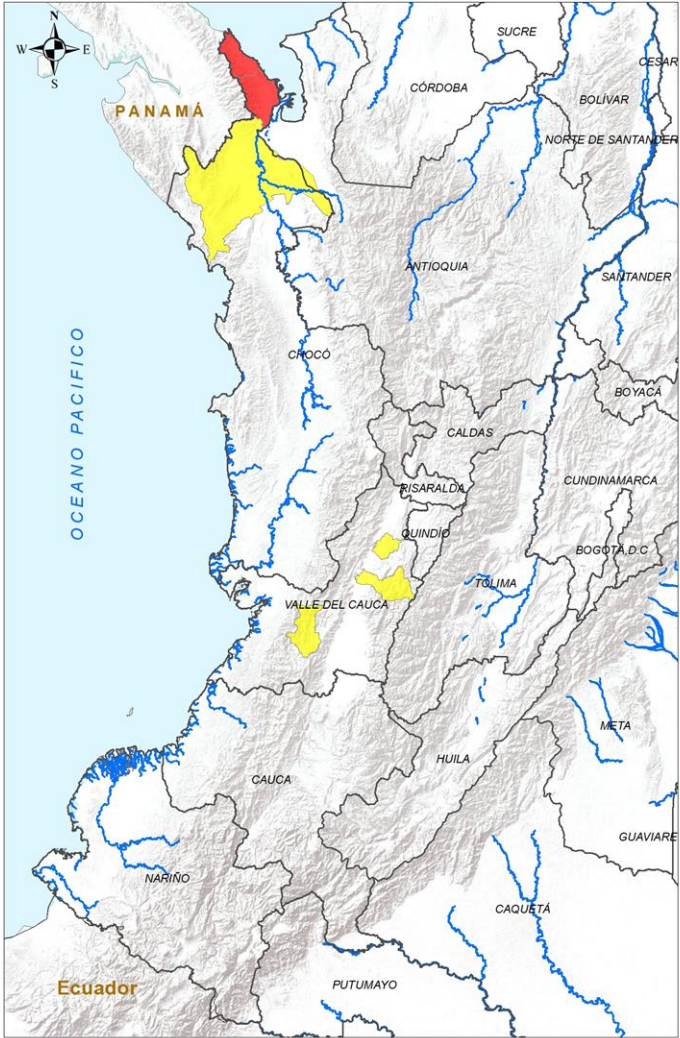 N
W E
S
SUCRE
CESAR
CÓRDOBA
BOLÍVAR
PANAMÁ
NORTE DE SANTANDER
ANTIOQUIA
SANTANDER
OCEANO PACIFICO
CHOCÓ
BOYACÁ
CALDAS
CUNDINAMARCA
RISARALDA
QUINDÍO
BOGOTÁ,D.C
TOLIMA
VALLE DEL CAUCA
META
HUILA
CAUCA
GUAVIARE
NARIÑO
CAQUETÁ
Ecuador
PUTUMAYO